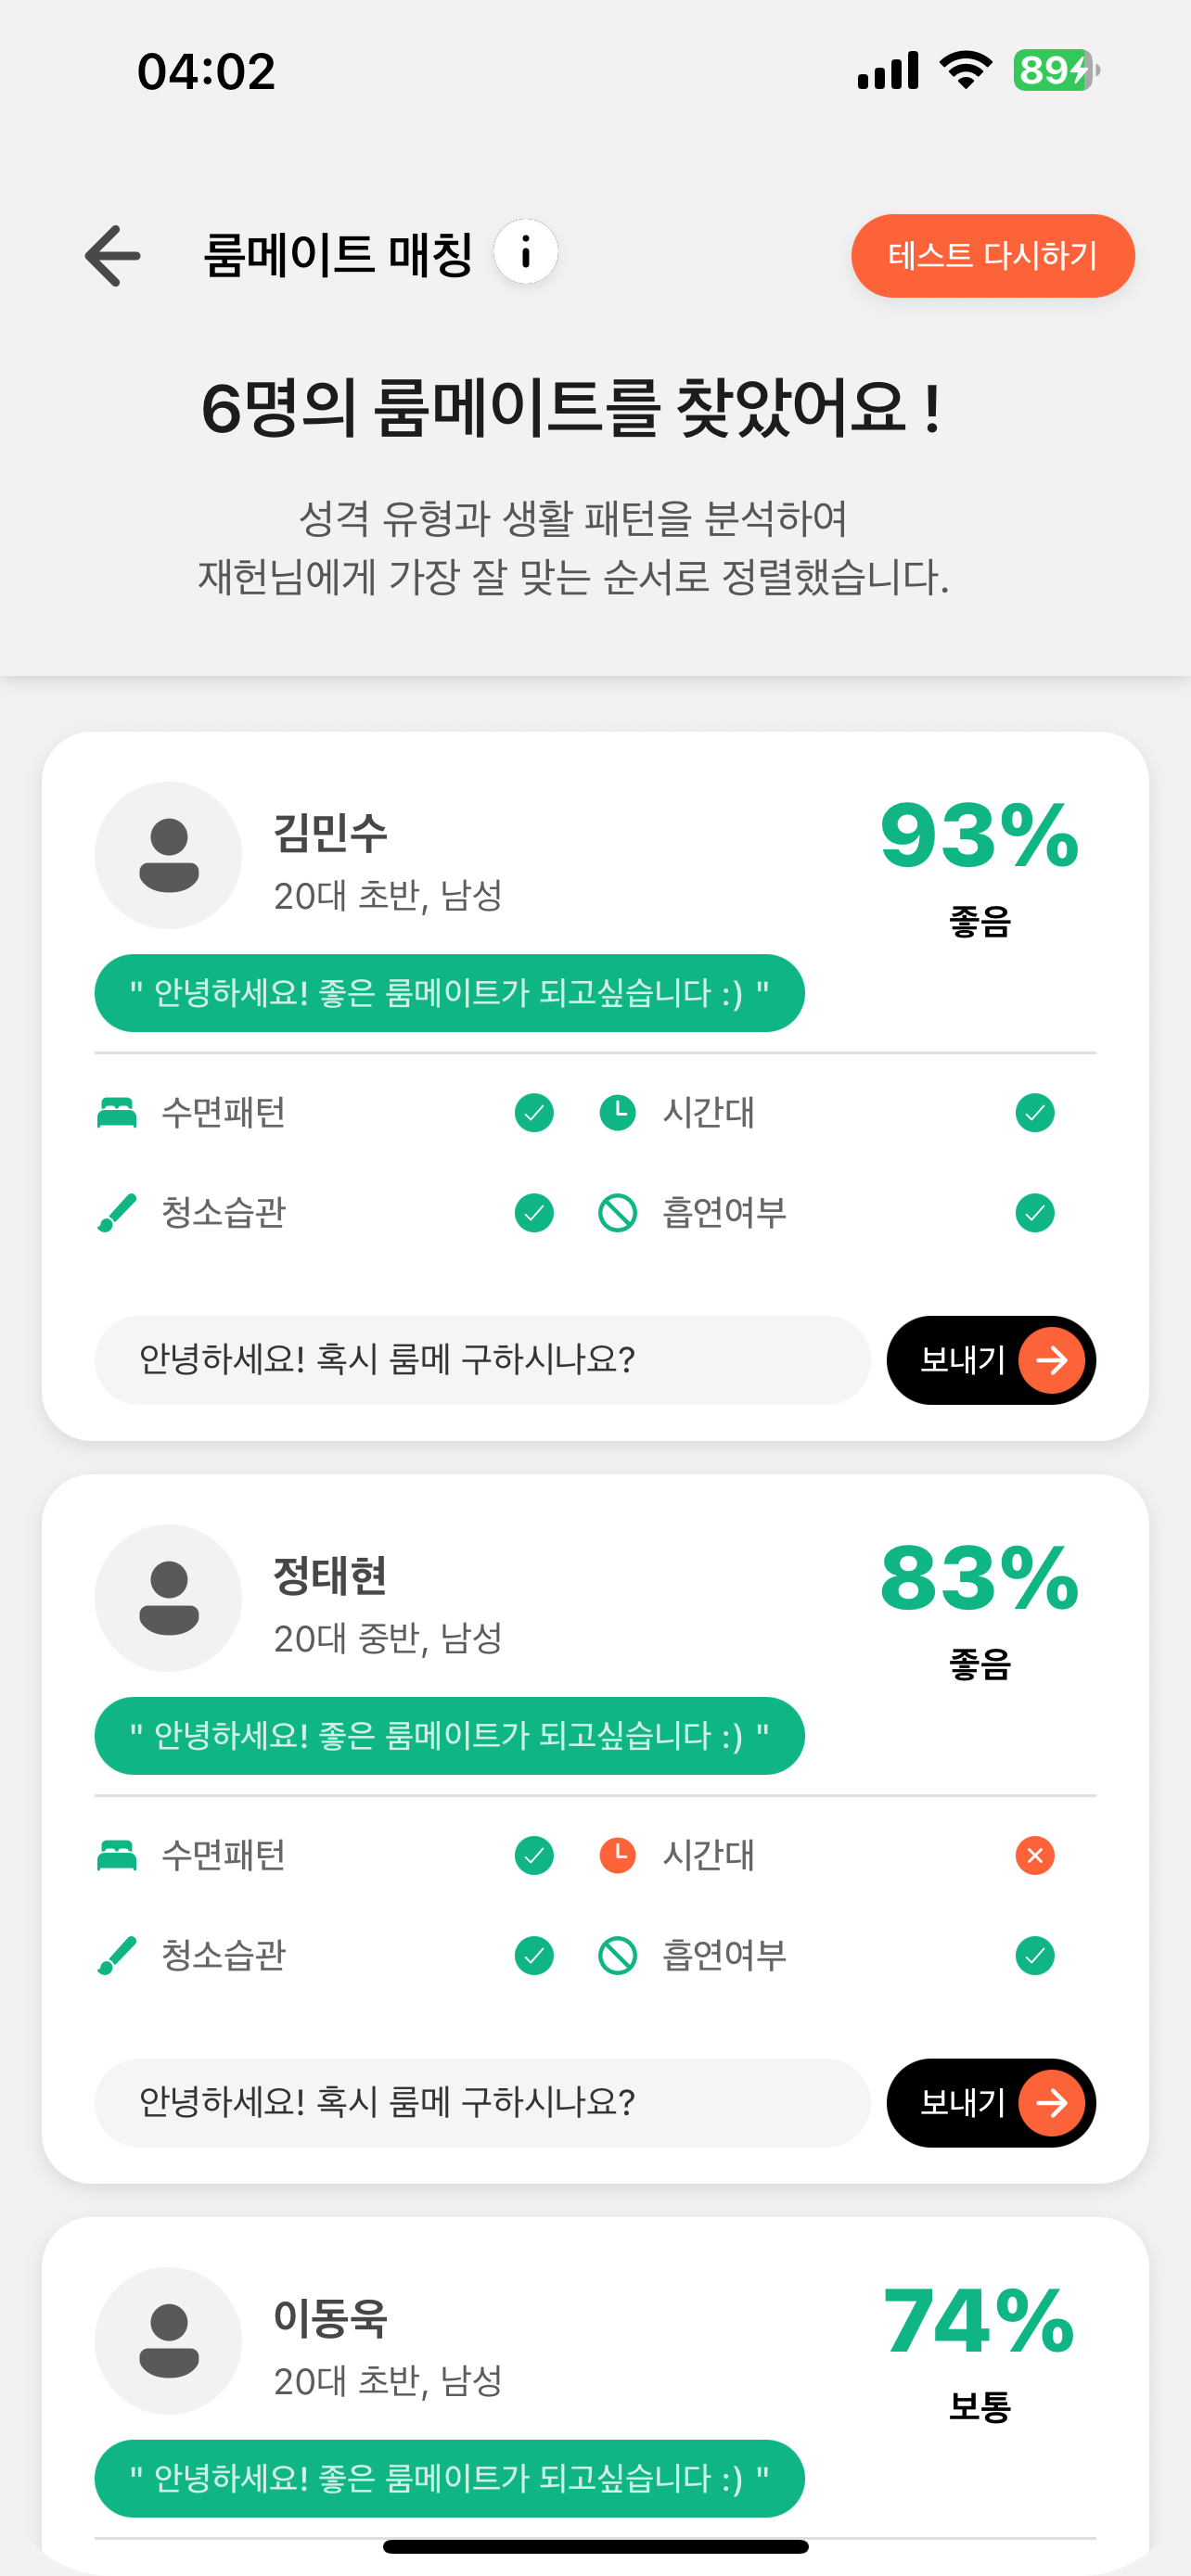 04:02
89
룸메이트 매칭
테스트 다시하기
6명의 룸메이트를 찾았어요 !
성격 유형과 생활 패턴을 분석하여
재헌님에게 가장 잘 맞는 순서로 정렬했습니다.
김민수
20대 초반, 남성
93%
좋음
" 안녕하세요! 좋은 룸메이트가 되고싶습니다 :) "
수면패턴
시간대
청소습관
흡연여부
안녕하세요! 혹시 룸메 구하시나요?
보내기
정태현
20대 중반, 남성
83%
좋음
" 안녕하세요! 좋은 룸메이트가 되고싶습니다 :) "
수면패턴
시간대
청소습관
흡연여부
안녕하세요! 혹시 룸메 구하시나요?
보내기
이동욱
20대 초반, 남성
74%
보통
" 안녕하세요! 좋은 룸메이트가 되고싶습니다 :) "